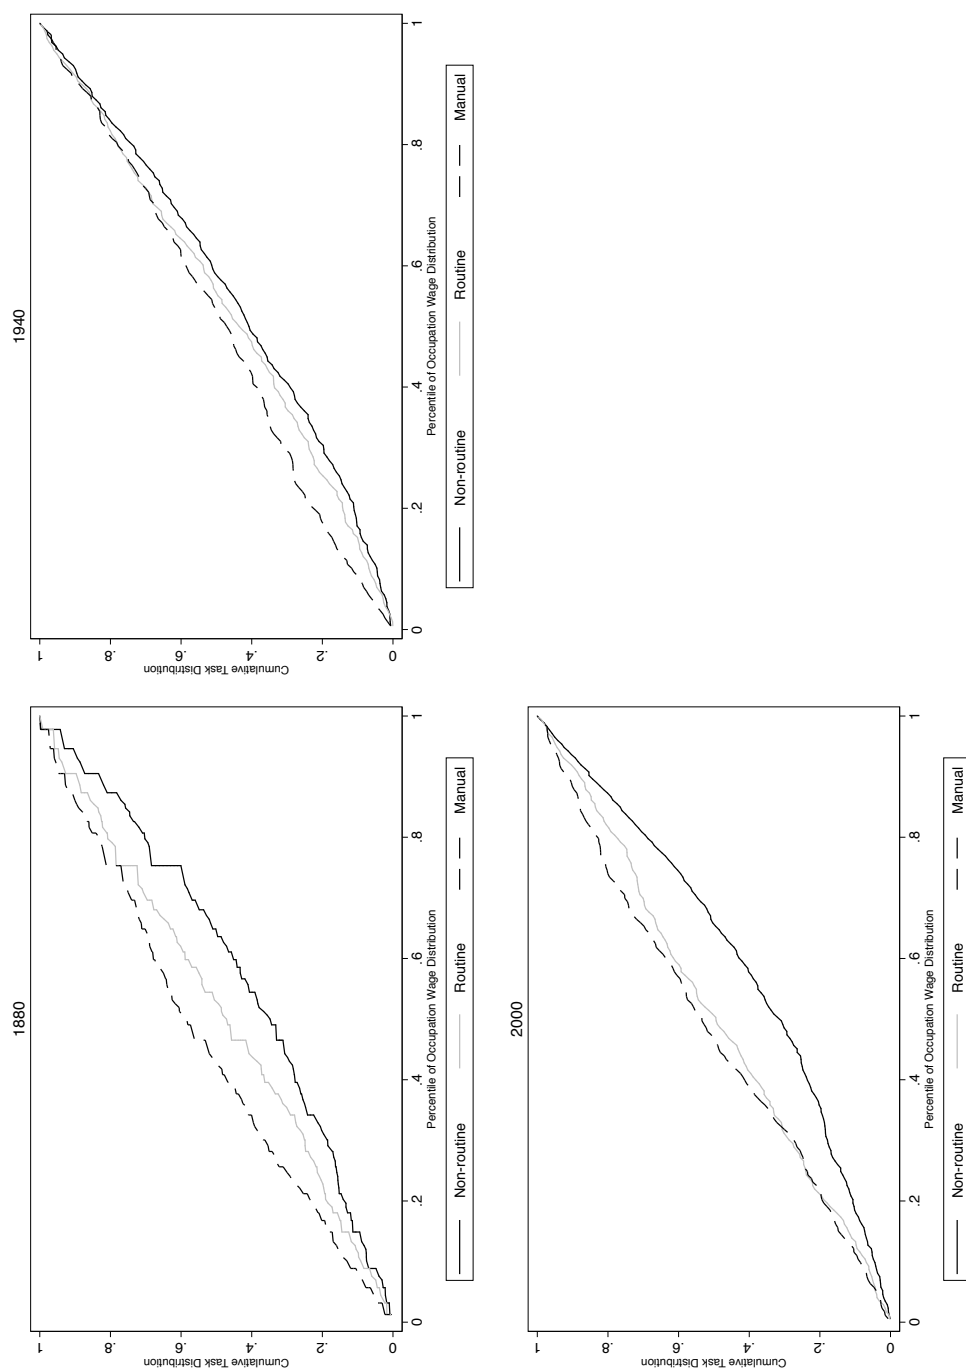 1880
Cumulative Task Distribution
0 .2 .4 .6 .8 1
0 .2 .4 .6 .8 1
Percentile of Occupation Wage Distribution
Non-routine Routine Manual
1940
Cumulative Task Distribution
0 .2 .4 .6 .8 1
0 .2 .4 .6 .8 1
Percentile of Occupation Wage Distribution
Non-routine Routine Manual
2000
Cumulative Task Distribution
0 .2 .4 .6 .8 1
0 .2 .4 .6 .8 1
Percentile of Occupation Wage Distribution
Non-routine Routine Manual